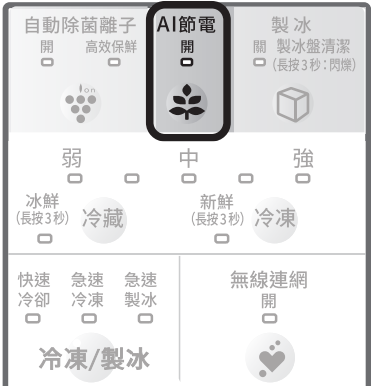 自動除菌離子
開 高效保鮮
ion
AI節電
開
製冰
關 製冰盤清潔
(長按3秒:閃爍)
弱 中 強
冰鮮
(長按3秒)
冷藏
新鮮
(長按3秒)
冷凍
快速
冷卻
急速
冷凍
急速
製冰
冷凍/製冰
無線連網
開